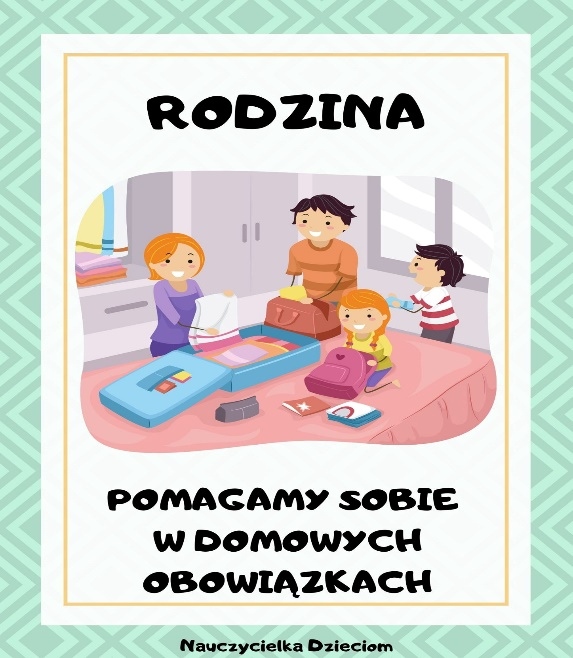 RODZINA
POMAGAMY SOBIE
W DOMOWYCH
OBOWIĄZKACH
Nauczycielka Dzieciom